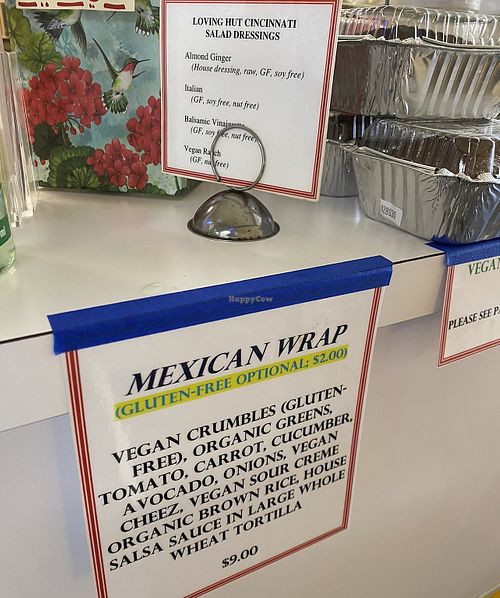 LOVING HUT CINCINNATI
SALAD DRESSINGS
Almond Ginger
(House dressing, raw, GF, soy free)
Italian
(GF, soy free, nut free)
Balsamic Vinaigrette
(GF, soy free, nut free)
Vegan Ranch
(GF, nut free)
HappyCow
MEXICAN WRAP
(GLUTEN-FREE OPTIONAL; $2.00)
VEGAN CRUMBLES (GLUTEN-
FREE), ORGANIC GREENS,
TOMATO, CARROT, CUCUMBER,
AVOCADO, ONIONS, VEGAN
CHEEZ, VEGAN SOUR CREME
ORGANIC BROWN RICE, HOUSE
SALSA SAUCE IN LARGE WHOLE
WHEAT TORTILLA
$9.00
VEGAN
PLEASE SEE